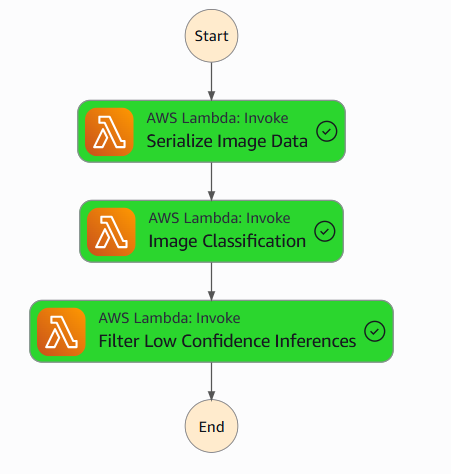 Start
AWS Lambda: Invoke
Serialize Image Data
AWS Lambda: Invoke
Image Classification
AWS Lambda: Invoke
Filter Low Confidence Inferences
End